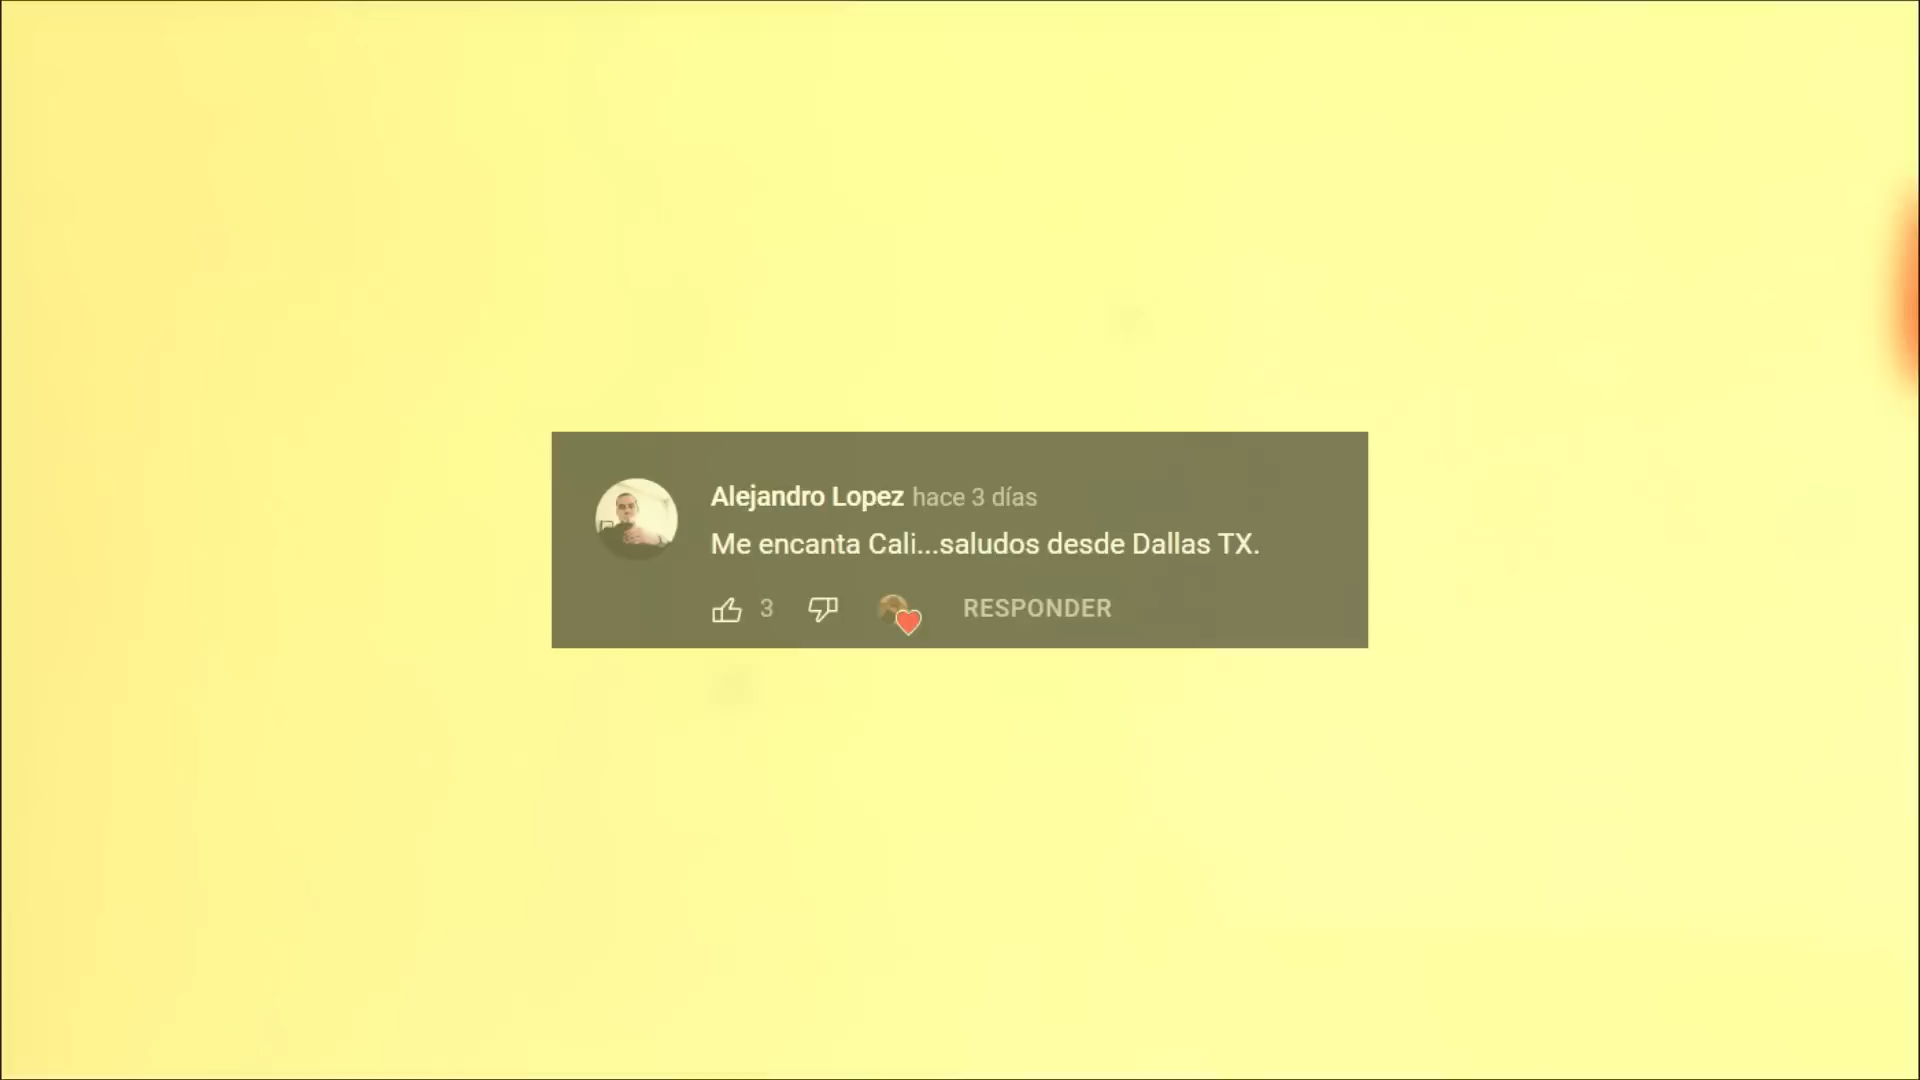 Alejandro Lopez hace 3 días
Me encanta Cali...saludos desde Dallas TX.
3 RESPONDER